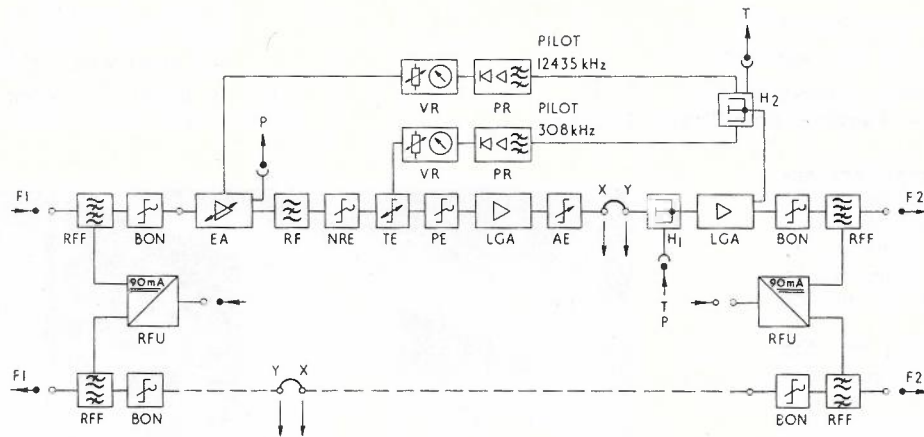 T
PILOT
12435 kHz
H2
VR
PR
PILOT
308 kHz
P
VR
PR
F1
X
Y
F2
RFF
BON
EA
RF
NRE
TE
PE
LGA
AE
H1
LGA
BON
RFF
90mA
RFU
TP
90mA
RFU
F1
Y
X
F2
RFF
BON
BON
RFF